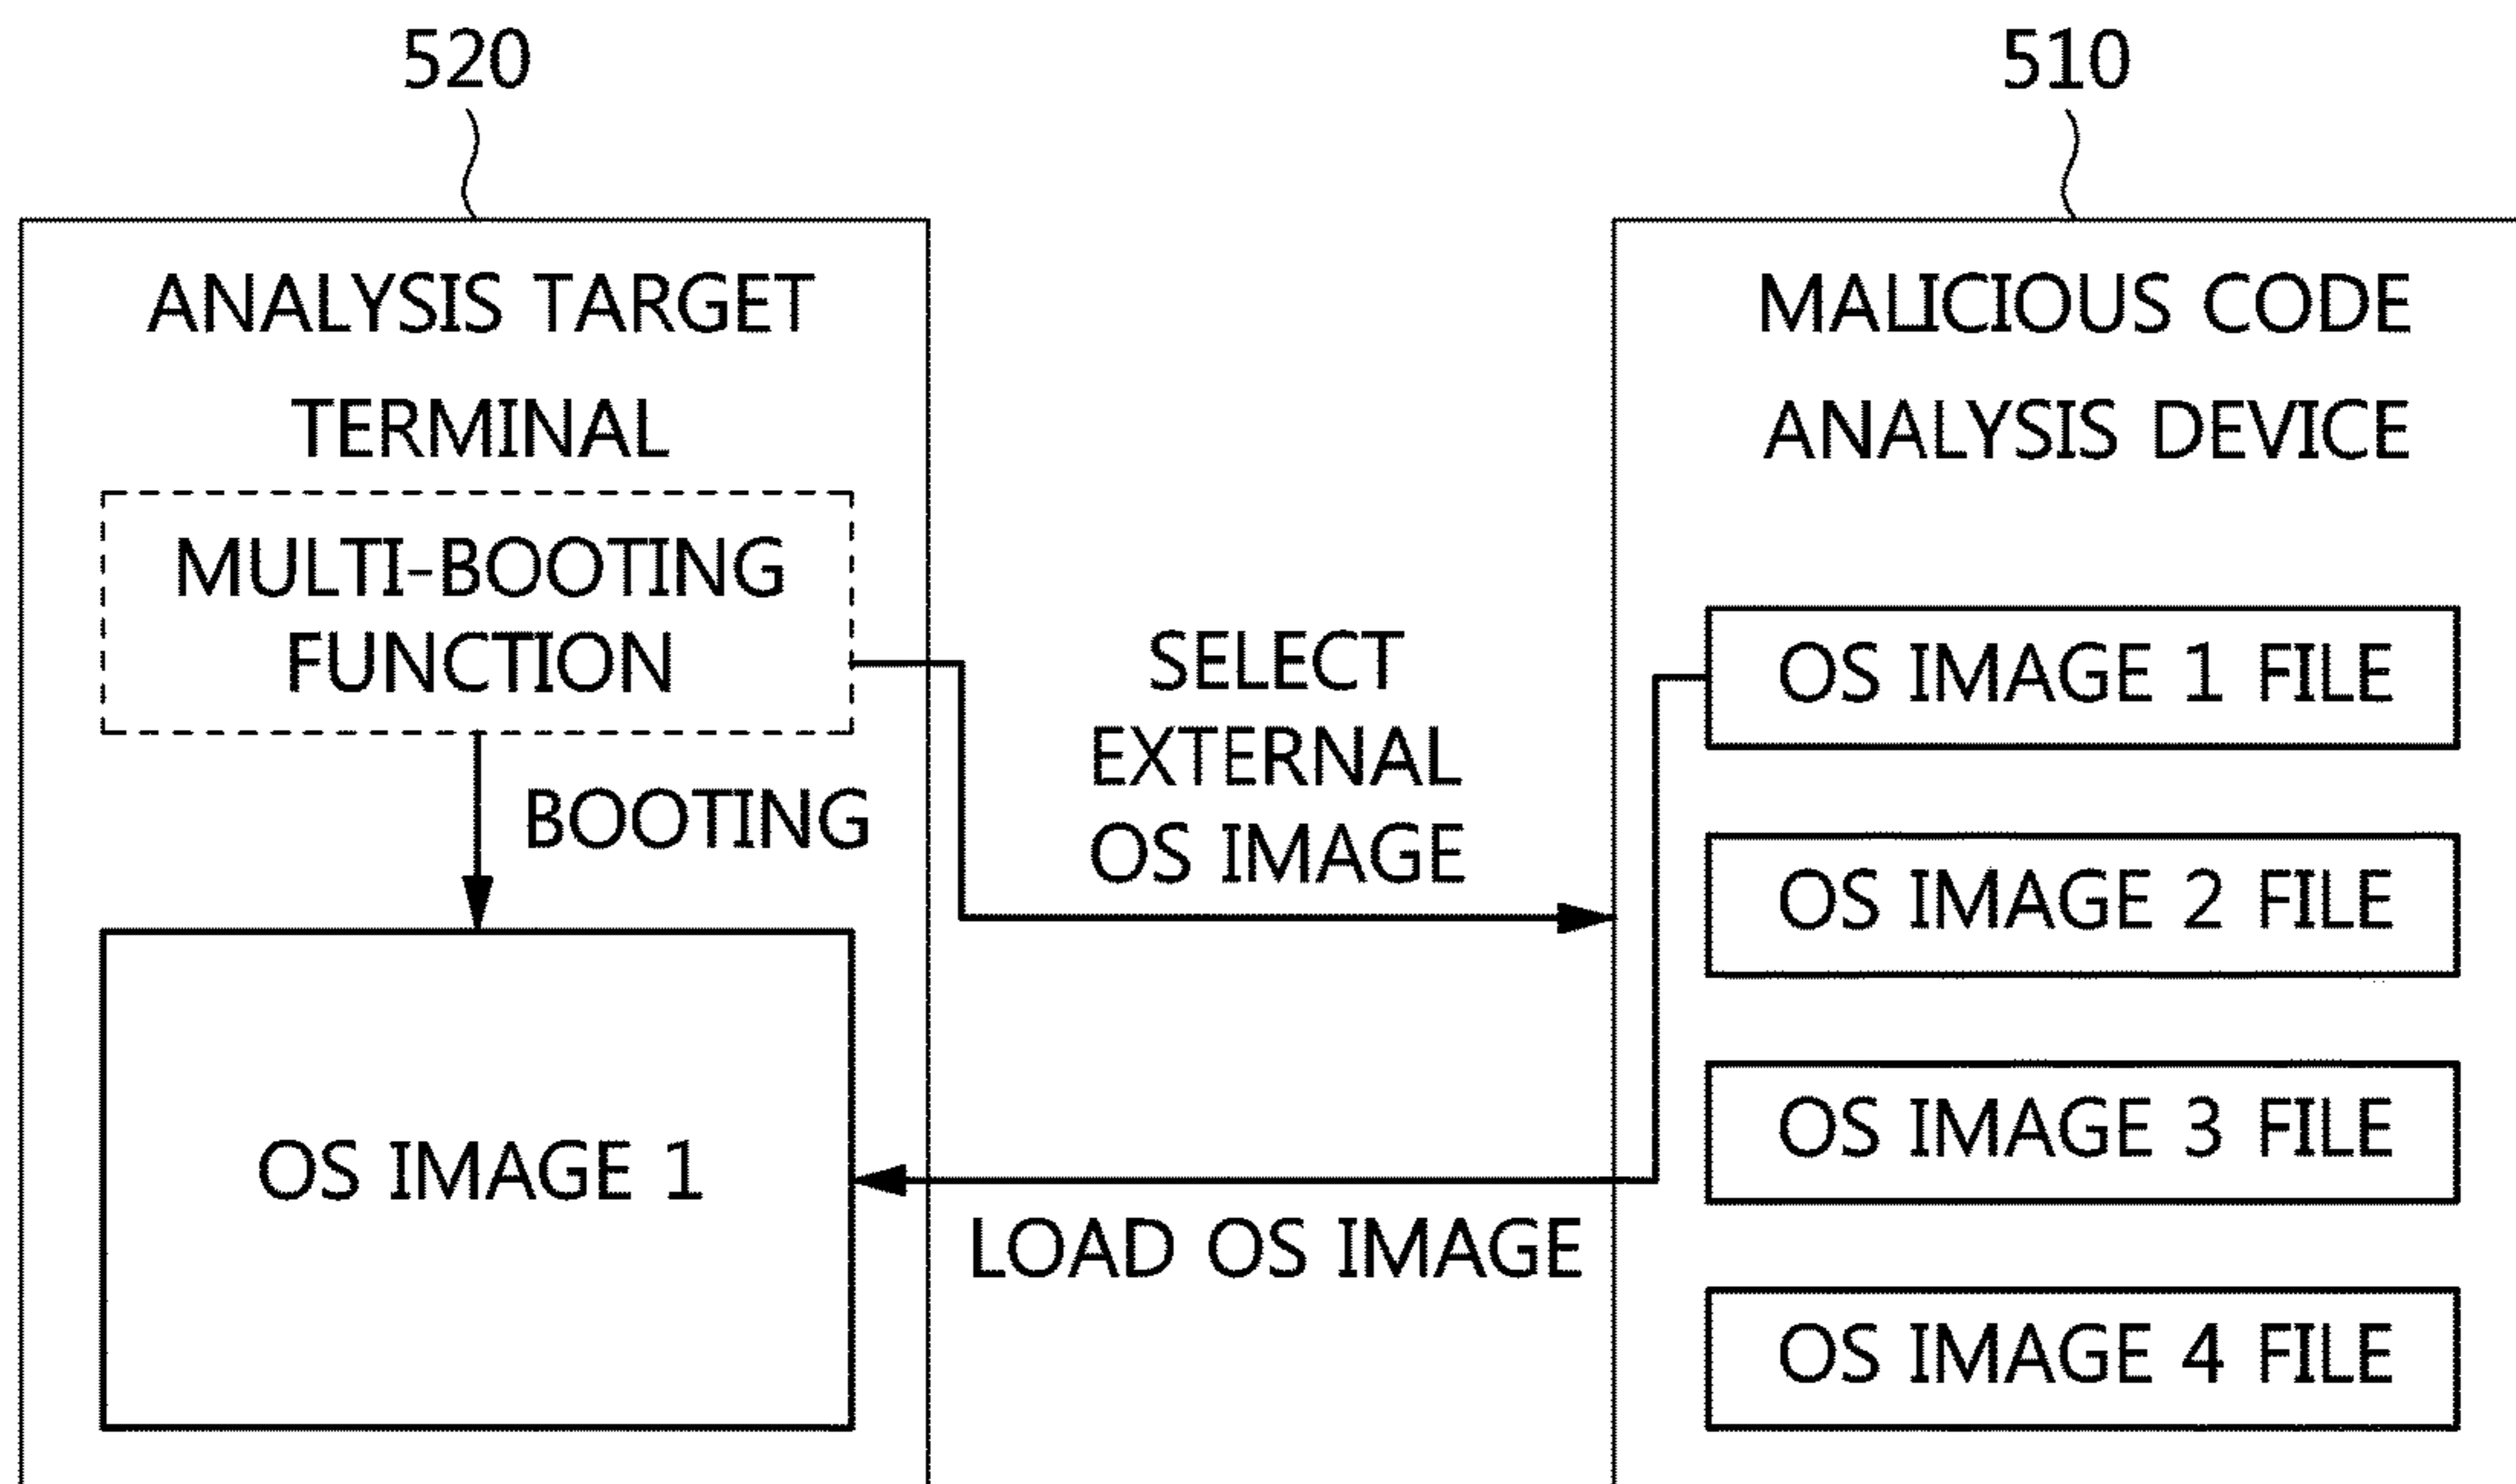 520
510
ANALYSIS TARGET
TERMINAL
MULTI-BOOTING
FUNCTION
BOOTING
OS IMAGE 1
SELECT
EXTERNAL
OS IMAGE
LOAD OS IMAGE
MALICIOUS CODE
ANALYSIS DEVICE
OS IMAGE 1 FILE
OS IMAGE 2 FILE
OS IMAGE 3 FILE
OS IMAGE 4 FILE